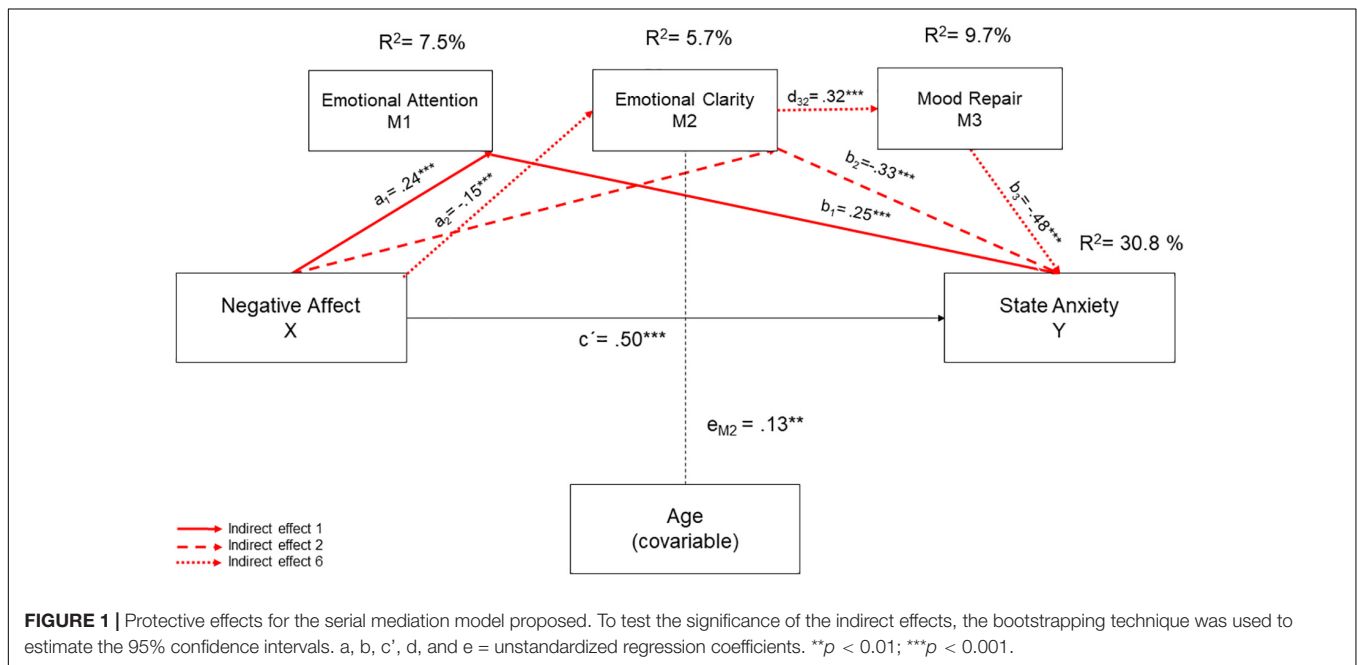 R²= 7.5%
R²= 5.7%
R²= 9.7%
Emotional Attention
M1
Emotional Clarity
M2
d₃₂= .32***
Mood Repair
M3
a₁= .24***
a₂= -.15***
b₂=-.33***
b₁= .25***
b₃= -.48***
R²= 30.8 %
Negative Affect
X
State Anxiety
Y
c´= .50***
eM2 = .13**
Age
(covariable)
Indirect effect 1
Indirect effect 2
Indirect effect 6
FIGURE 1 | Protective effects for the serial mediation model proposed. To test the significance of the indirect effects, the bootstrapping technique was used to
estimate the 95% confidence intervals. a, b, c’, d, and e = unstandardized regression coefficients. **p < 0.01; ***p < 0.001.